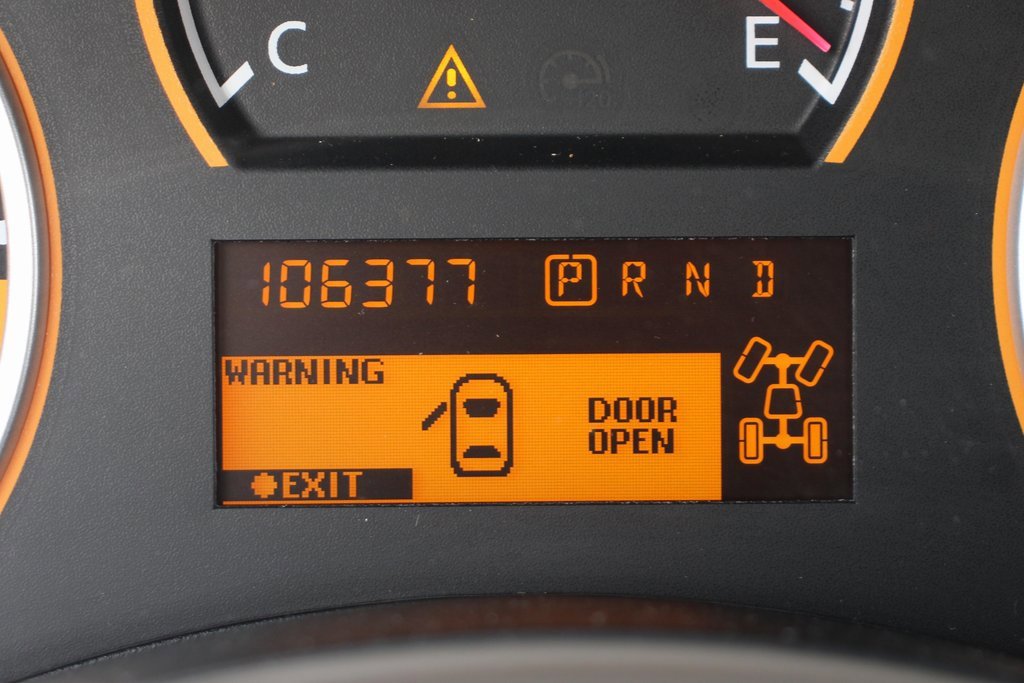 C E
106377 P R N D
WARNING
DOOR
OPEN
EXIT